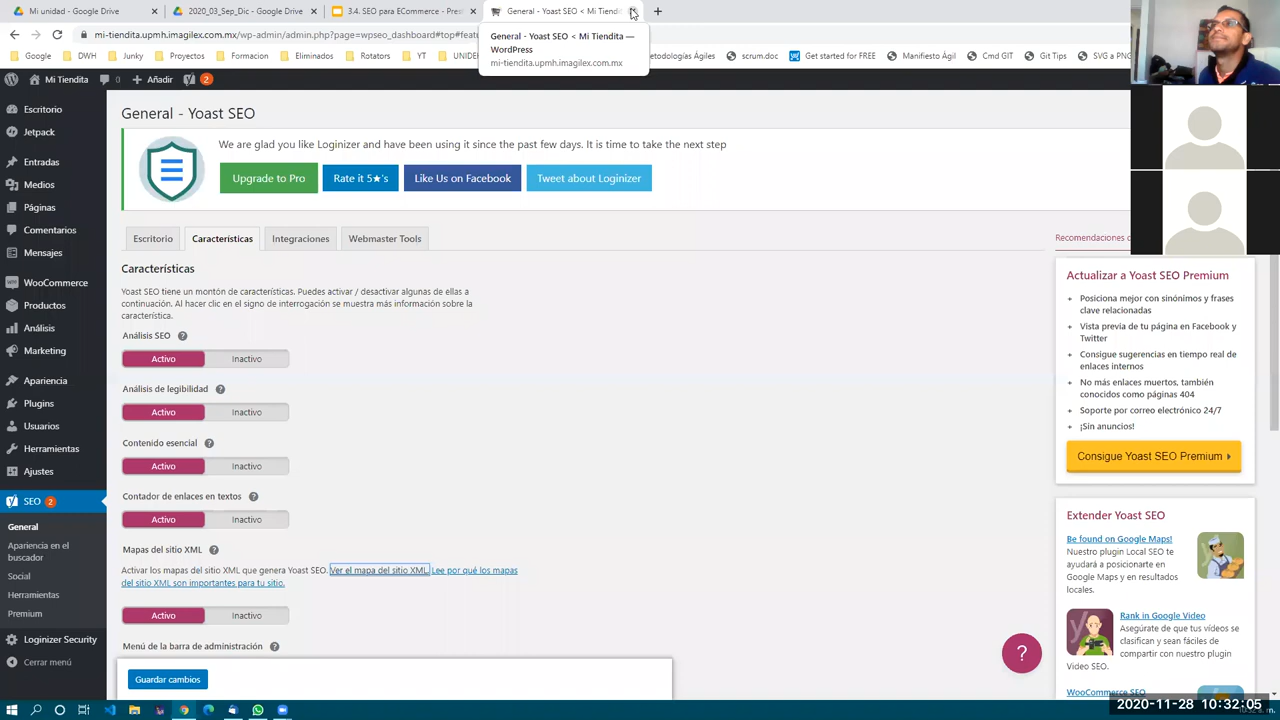 Mi unidad - Google Drive
2020_03_Sep_Dic - Google Drive
3.4. SEO para ECommerce - Pres
General - Yoast SEO < Mi Tiendi
mi-tiendita.upmh.imagilex.com.mx/wp-admin/admin.php?page=wpseo_dashboard#top#featu
General - Yoast SEO < Mi Tiendita —
WordPress
mi-tiendita.upmh.imagilex.com.mx
Google
DWH
Junky
Proyectos
Formacion
Eliminados
YT
etodologías Ágiles
scrum.doc
Get started for FREE
Manifiesto Ágil
Cmd GIT
Git Tips
SVG a PNG
Mi Tiendita
0
Añadir
2
Escritorio
Jetpack
Entradas
Medios
Páginas
Comentarios
Mensajes
WooCommerce
Productos
Análisis
Marketing
Apariencia
Plugins
Usuarios
Herramientas
Ajustes
SEO 2
General
Apariencia en el
buscador
Social
Herramientas
Premium
Loginizer Security
Cerrar menú
General - Yoast SEO
We are glad you like Loginizer and have been using it since the past few days. It is time to take the next step
Upgrade to Pro
Rate it 5★'s
Like Us on Facebook
Tweet about Loginizer
Escritorio
Características
Integraciones
Webmaster Tools
Características
Yoast SEO tiene un montón de características. Puedes activar / desactivar algunas de ellas a
continuación. Al hacer clic en el signo de interrogación se muestra más información sobre la
característica.
Análisis SEO ?
Activo Inactivo
Análisis de legibilidad ?
Activo Inactivo
Contenido esencial ?
Activo Inactivo
Contador de enlaces en textos ?
Activo Inactivo
Mapas del sitio XML ?
Activar los mapas del sitio XML que genera Yoast SEO. Ver el mapa del sitio XML. Lee por qué los mapas
del sitio XML son importantes para tu sitio.
Activo Inactivo
Menú de la barra de administración ?
Guardar cambios
?
Recomendaciones
Actualizar a Yoast SEO Premium
+ Posiciona mejor con sinónimos y frases
clave relacionadas
+ Vista previa de tu página en Facebook y
Twitter
+ Consigue sugerencias en tiempo real de
enlaces internos
+ No más enlaces muertos, también
conocidos como páginas 404
+ Soporte por correo electrónico 24/7
+ ¡Sin anuncios!
Consigue Yoast SEO Premium
Extender Yoast SEO
Be found on Google Maps!
Nuestro plugin Local SEO te
ayudará a posicionarte en
Google Maps y en resultados
locales.
Rank in Google Video
Asegúrate de que tus vídeos se
clasifican y sean fáciles de
compartir con nuestro plugin
Video SEO.
WooCommerce SEO
2020-11-28 10:32:05